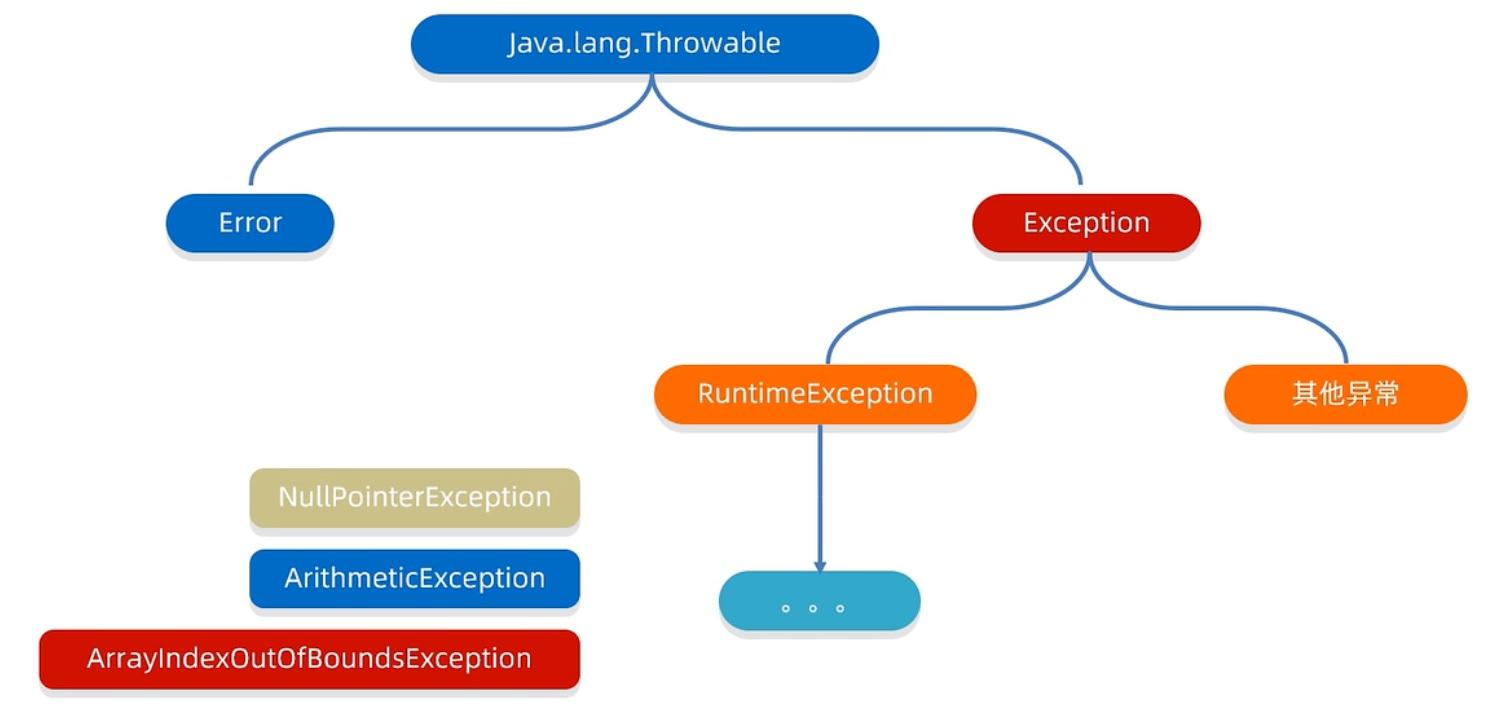 Java.lang.Throwable
Error
Exception
RuntimeException
其他异常
NullPointerException
ArithmeticException
。。。
ArrayIndexOutOfBoundsException